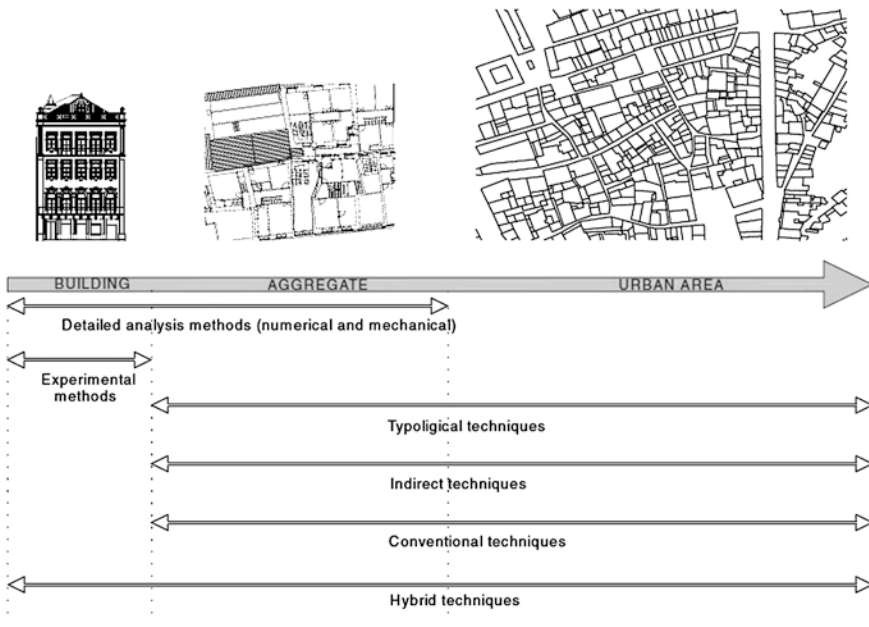 BUILDING AGGREGATE URBAN AREA
Detailed analysis methods (numerical and mechanical)
Experimental
methods
Typoligical techniques
Indirect techniques
Conventional techniques
Hybrid techniques